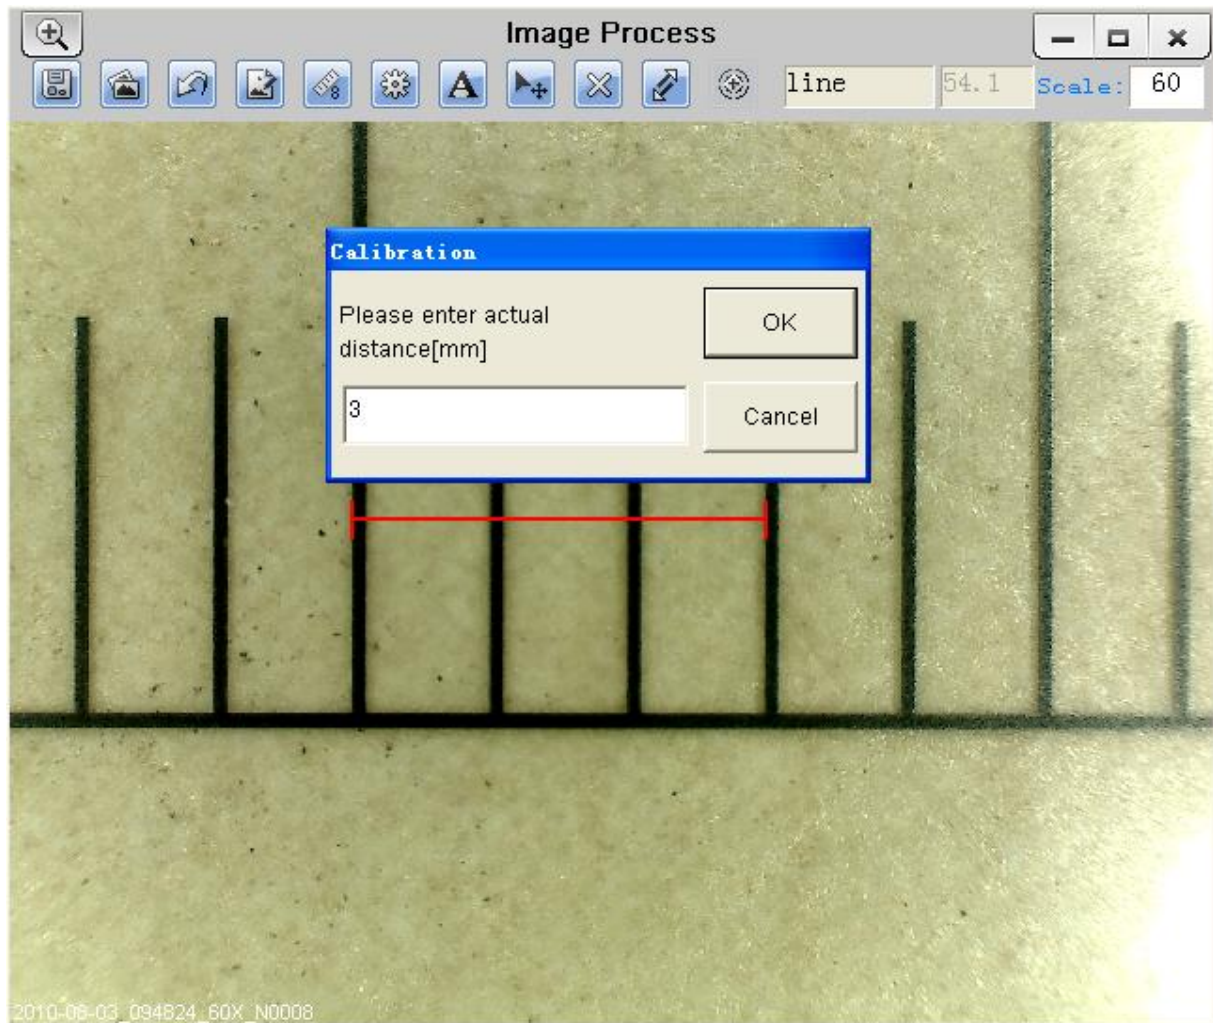 Image Process
line 54.1 Scale: 60
Calibration
Please enter actual
distance[mm]
OK
3
Cancel
2010-08-03_094824_60X_N0008